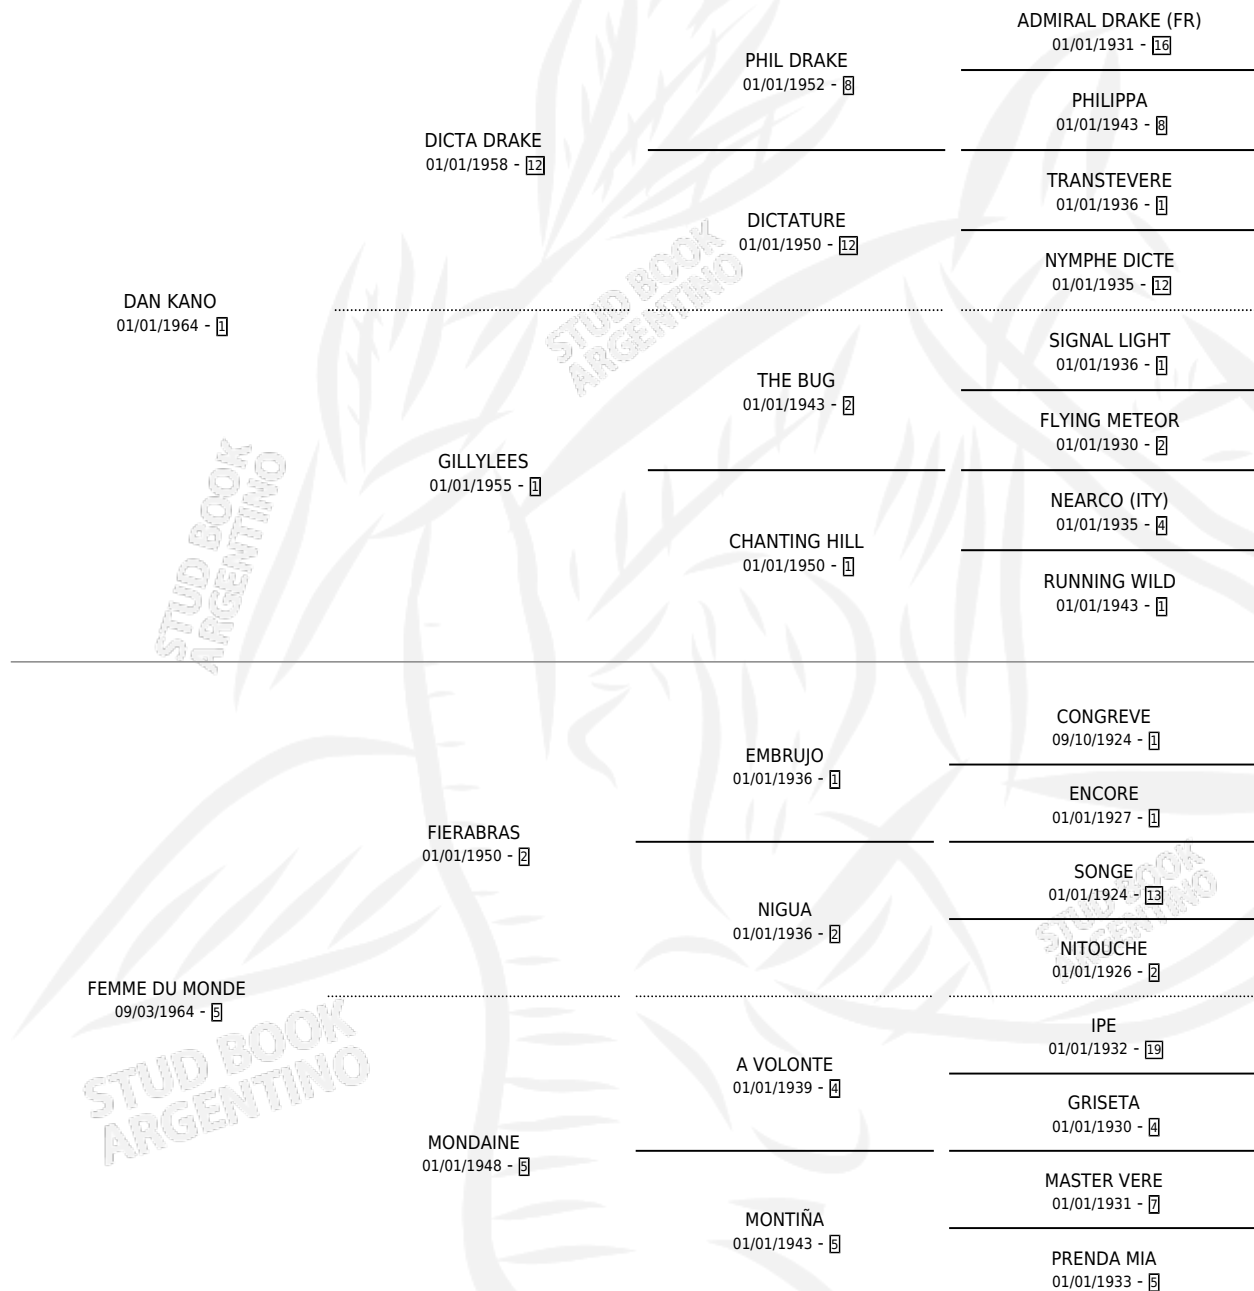 ADMIRAL DRAKE (FR)
01/01/1931 - 16
PHIL DRAKE
01/01/1952 - 8
PHILIPPA
01/01/1943 - 8
DICTA DRAKE
01/01/1958 - 12
TRANSTEVERE
01/01/1936 - 1
DICTATURE
01/01/1950 - 12
NYMPHE DICTE
01/01/1935 - 12
DAN KANO
01/01/1964 - 1
STUD BOOK
ARGENTINO
SIGNAL LIGHT
01/01/1936 - 1
THE BUG
01/01/1943 - 2
FLYING METEOR
01/01/1930 - 2
GILLYLEES
01/01/1955 - 1
NEARCO (ITY)
01/01/1935 - 4
CHANTING HILL
01/01/1950 - 1
RUNNING WILD
01/01/1943 - 1
STUD BOOK
ARGENTINO
CONGREVE
09/10/1924 - 1
EMBRUJO
01/01/1936 - 1
ENCORE
01/01/1927 - 1
FIERABRAS
01/01/1950 - 2
SONGE
01/01/1924 - 13
STUD BOOK
ARGENTINO
NIGUA
01/01/1936 - 2
NITOUCHE
01/01/1926 - 2
FEMME DU MONDE
09/03/1964 - 5
STUD BOOK
ARGENTINO
IPE
01/01/1932 - 19
A VOLONTE
01/01/1939 - 4
GRISETA
01/01/1930 - 4
MONDAINE
01/01/1948 - 5
MASTER VERE
01/01/1931 - 7
MONTIÑA
01/01/1943 - 5
PRENDA MIA
01/01/1933 - 5